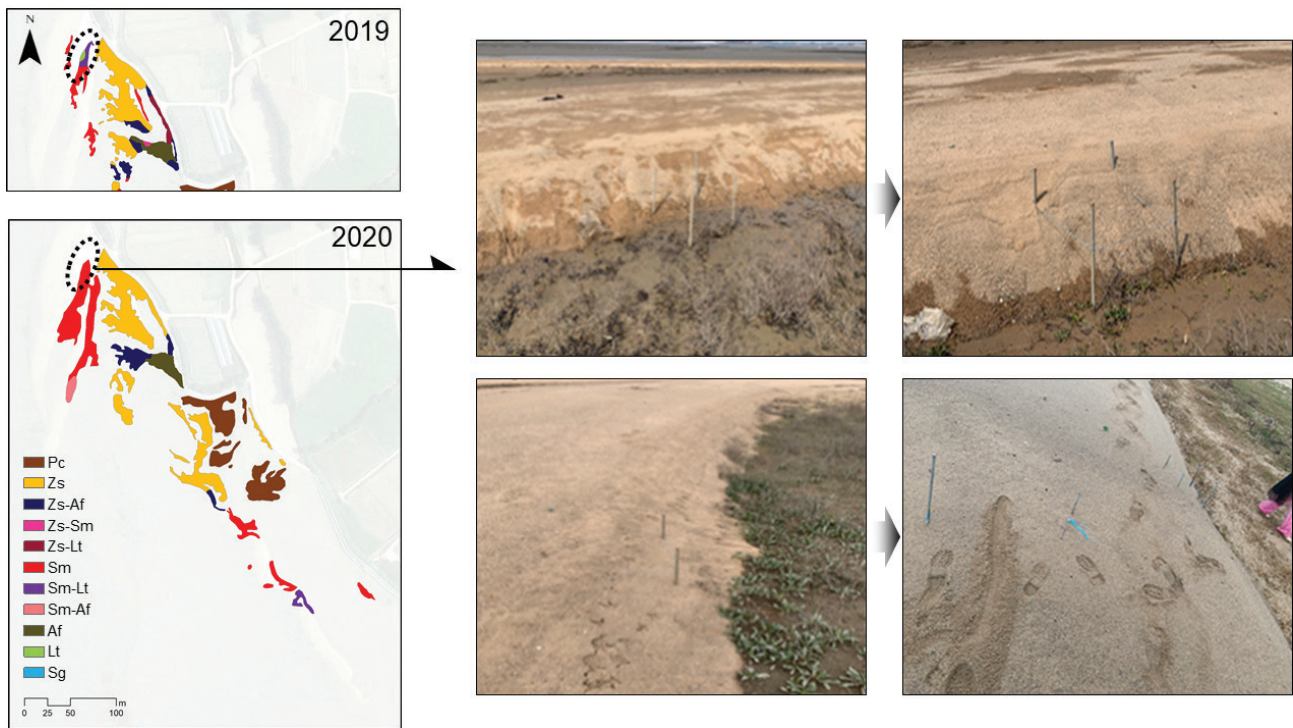 N
2019
2020
Pc
Zs
Zs-Af
Zs-Sm
Zs-Lt
Sm
Sm-Lt
Sm-Af
Af
Lt
Sg
0 25 50 100
m